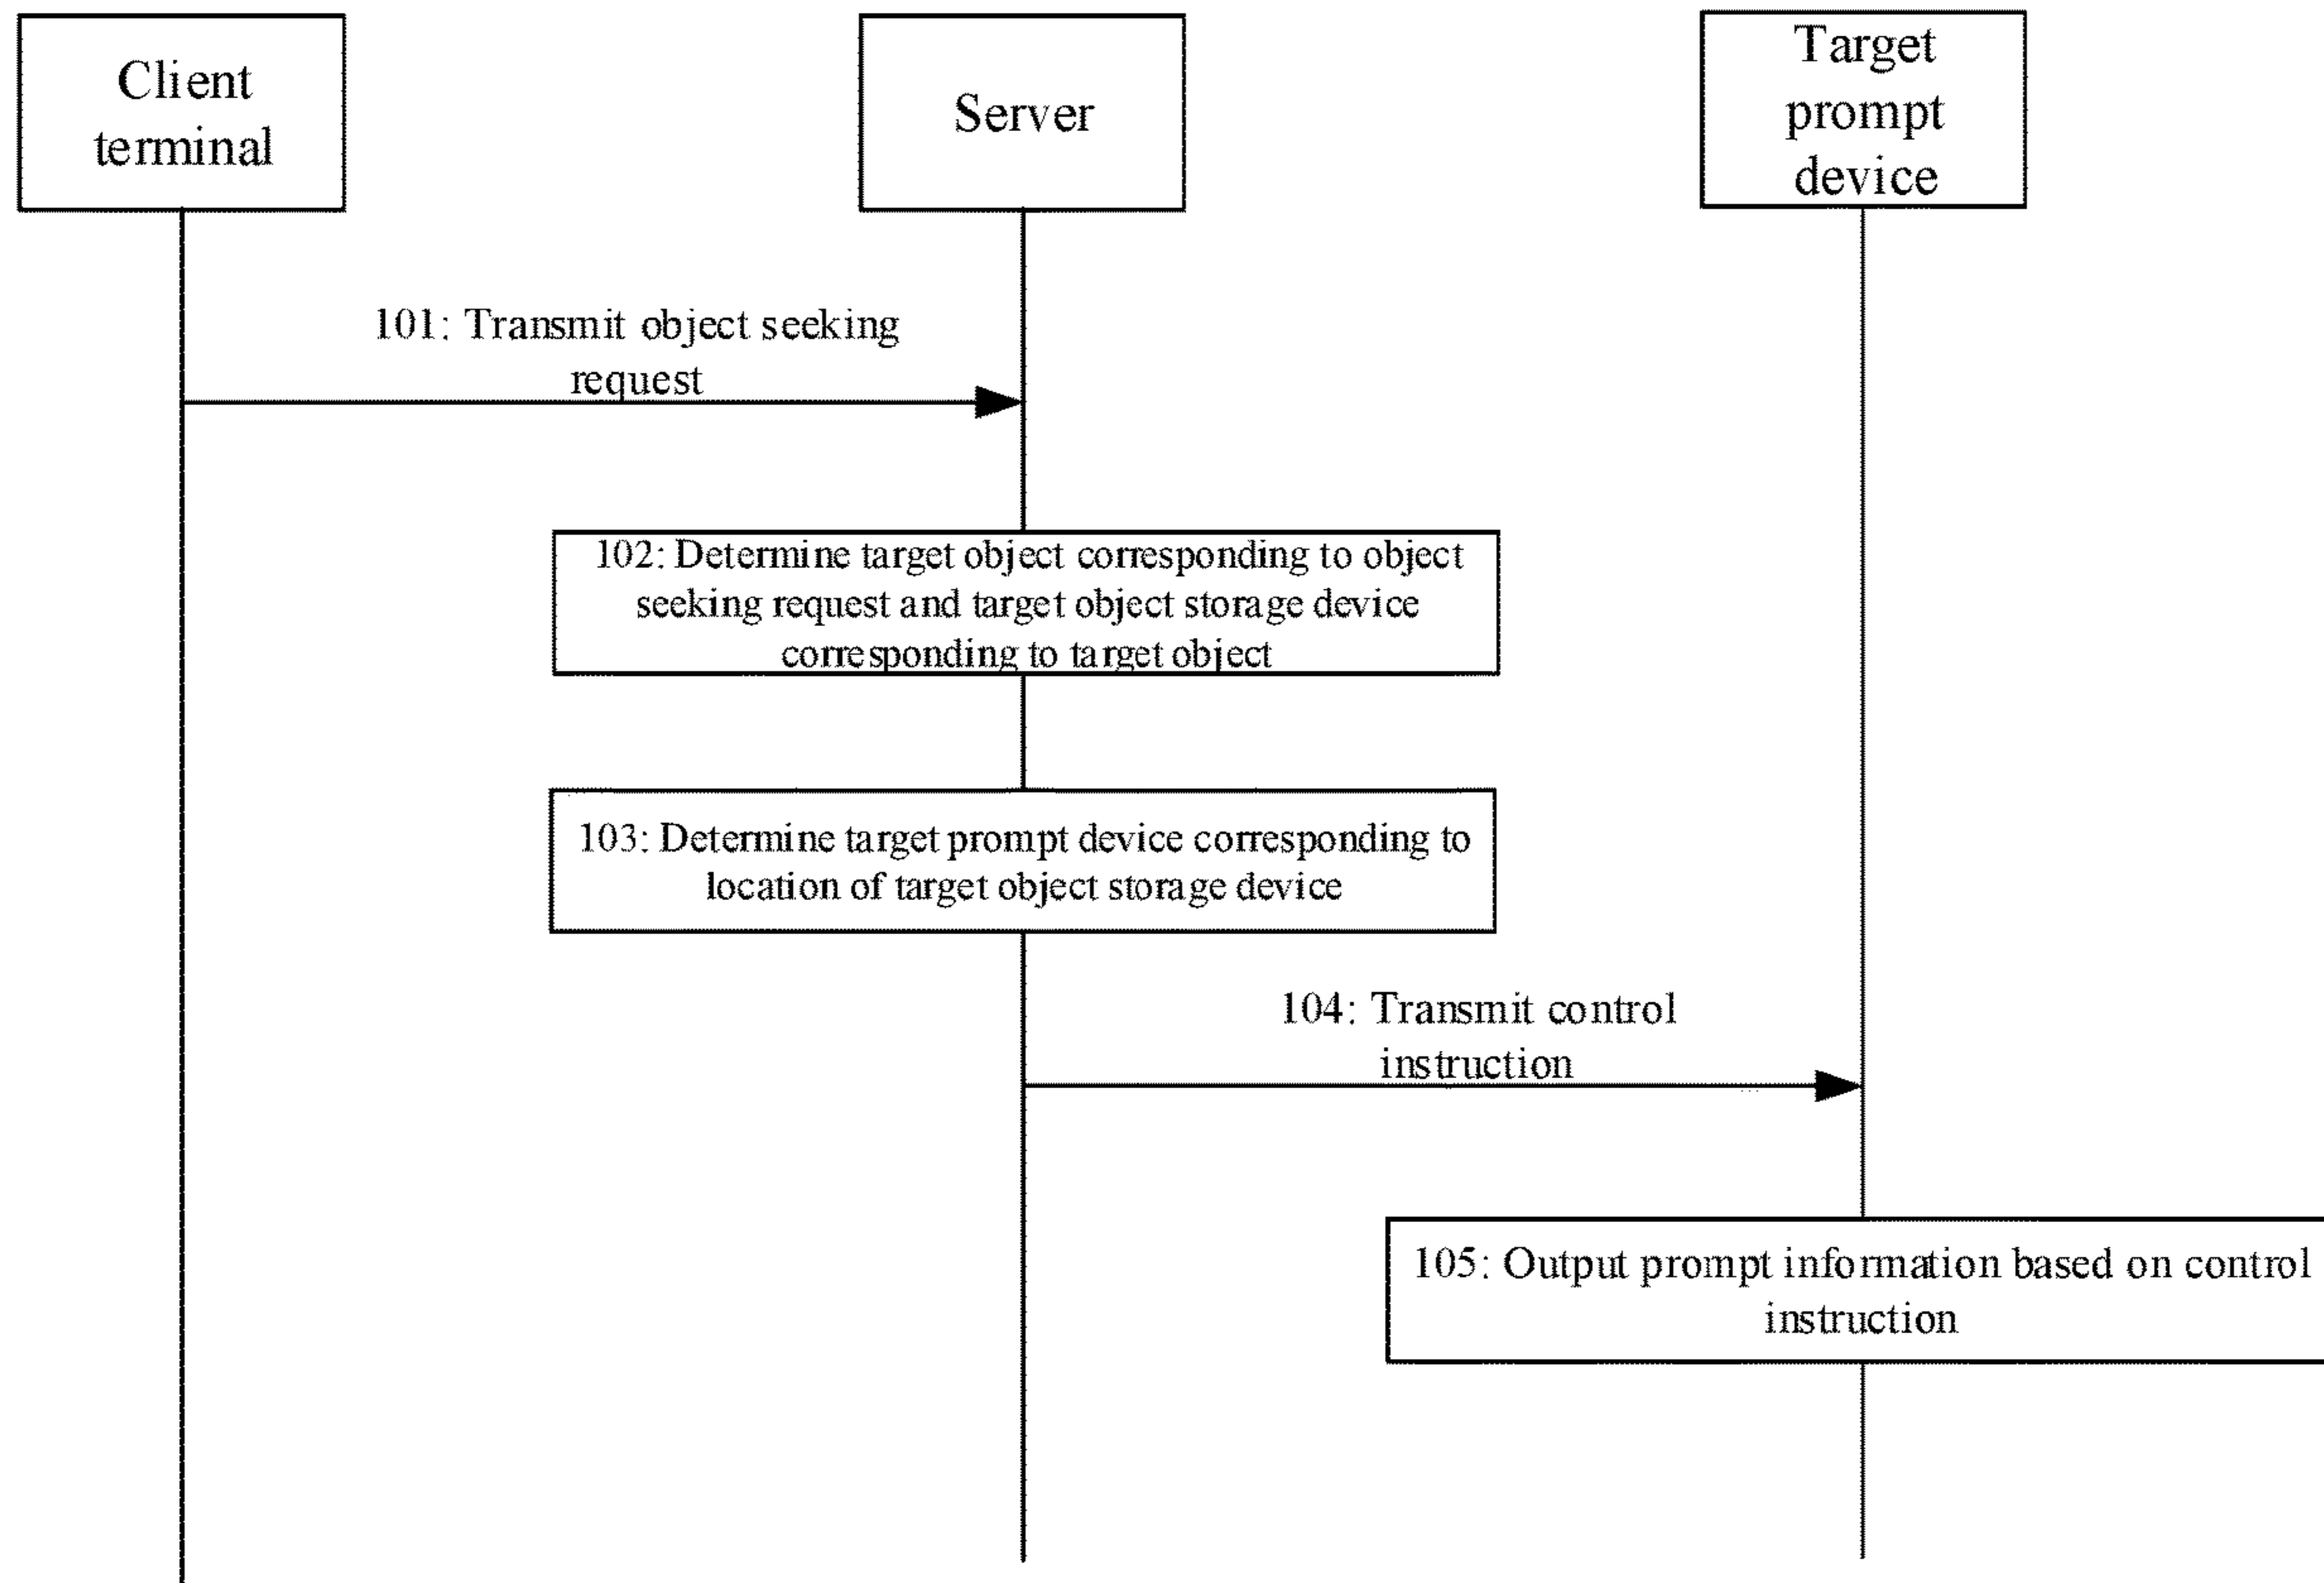 Client
terminal
Server
Target
prompt
device
101: Transmit object seeking
request
102: Determine target object corresponding to object
seeking request and target object storage device
corresponding to target object
103: Determine target prompt device corresponding to
location of target object storage device
104: Transmit control
instruction
105: Output prompt information based on control
instruction